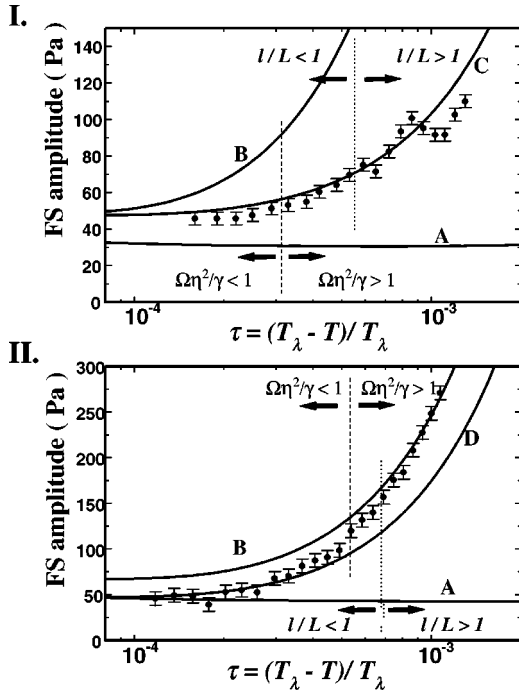 I.
FS amplitude ( Pa)
140
120
100
80
60
40
20
0
l / L < 1
l / L > 1
B
C
A
Ωη²/γ < 1
Ωη²/γ > 1
10⁻⁴
10⁻³
τ = (T_λ - T)/ T_λ
II.
FS amplitude ( Pa)
300
250
200
150
100
50
0
Ωη²/γ < 1
Ωη²/γ > 1
B
D
A
l / L < 1
l / L > 1
10⁻⁴
10⁻³
τ = (T_λ - T)/ T_λ